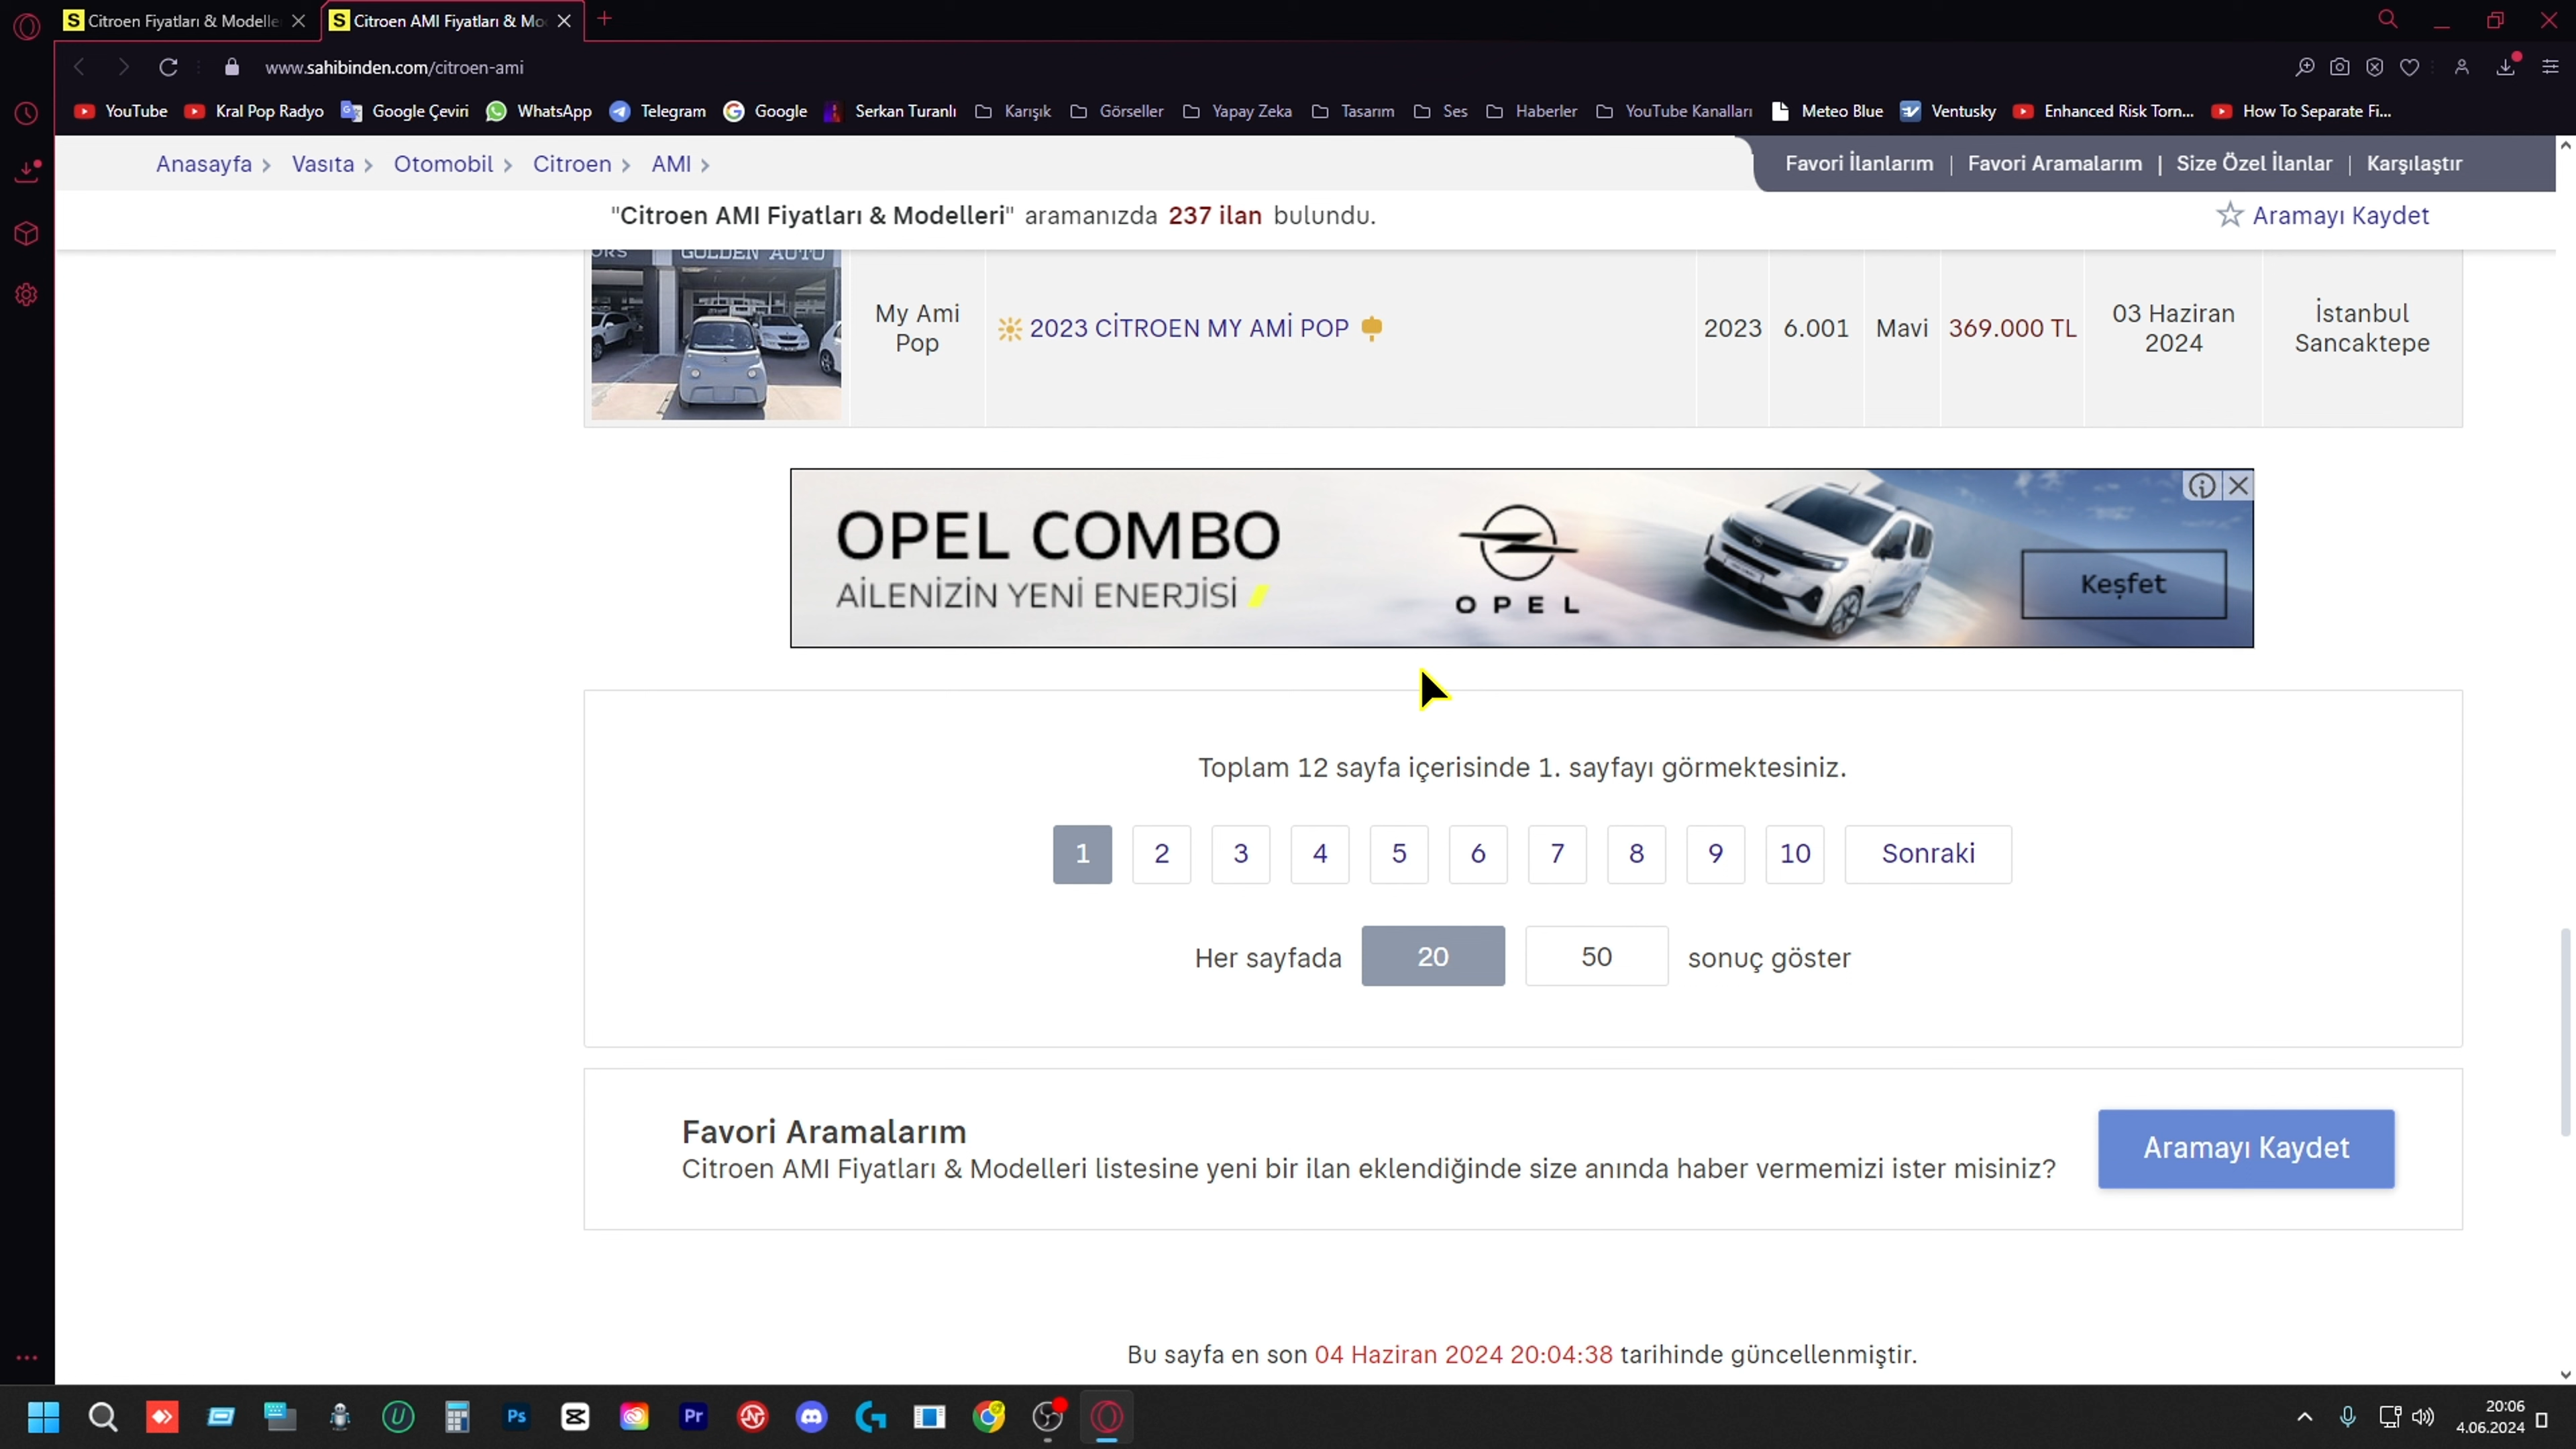 Citroen Fiyatları & Modelle
Citroen AMI Fiyatları & Mo
www.sahibinden.com/citroen-ami
YouTube Kral Pop Radyo Google Çeviri WhatsApp Telegram Google Serkan Turanlı Karışık Görseller Yapay Zeka Tasarım Ses Haberler YouTube Kanalları Meteo Blue Ventusky Enhanced Risk Torn... How To Separate Fi...
Anasayfa > Vasıta > Otomobil > Citroen > AMI >
Favori İlanlarım | Favori Aramalarım | Size Özel İlanlar | Karşılaştır
"Citroen AMI Fiyatları & Modelleri" aramanızda 237 ilan bulundu.
Aramayı Kaydet
GOLDEN AUTO
My Ami
Pop
2023 CİTROEN MY AMİ POP
2023
6.001
Mavi
369.000 TL
03 Haziran
2024
İstanbul
Sancaktepe
OPEL COMBO
AİLENİZİN YENİ ENERJİSİ
OPEL
Keşfet
Toplam 12 sayfa içerisinde 1. sayfayı görmektesiniz.
1 2 3 4 5 6 7 8 9 10 Sonraki
Her sayfada 20 50 sonuç göster
Favori Aramalarım
Citroen AMI Fiyatları & Modelleri listesine yeni bir ilan eklendiğinde size anında haber vermemizi ister misiniz?
Aramayı Kaydet
Bu sayfa en son 04 Haziran 2024 20:04:38 tarihinde güncellenmiştir.
Ps
Pr
20:06
4.06.2024